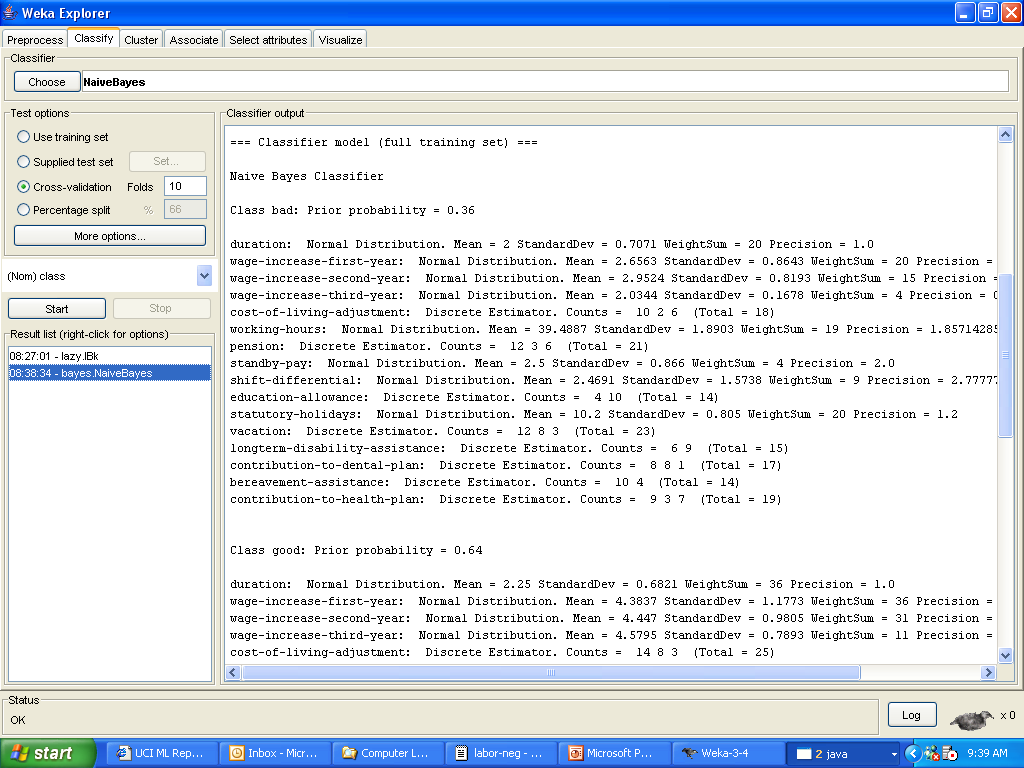 Weka Explorer
Preprocess Classify Cluster Associate Select attributes Visualize
Classifier
Choose NaiveBayes
Test options
Use training set
Supplied test set Set...
Cross-validation Folds 10
Percentage split % 66
More options...
(Nom) class
Start Stop
Result list (right-click for options)
08:27:01 - lazy.IBk
08:38:34 - bayes.NaiveBayes
Classifier output
=== Classifier model (full training set) ===
Naive Bayes Classifier
Class bad: Prior probability = 0.36
duration: Normal Distribution. Mean = 2 StandardDev = 0.7071 WeightSum = 20 Precision = 1.0
wage-increase-first-year: Normal Distribution. Mean = 2.6563 StandardDev = 0.8643 WeightSum = 20 Precision =
wage-increase-second-year: Normal Distribution. Mean = 2.9524 StandardDev = 0.8193 WeightSum = 15 Precision =
wage-increase-third-year: Normal Distribution. Mean = 2.0344 StandardDev = 0.1678 WeightSum = 4 Precision = 0
cost-of-living-adjustment: Discrete Estimator. Counts = 10 2 6 (Total = 18)
working-hours: Normal Distribution. Mean = 39.4887 StandardDev = 1.8903 WeightSum = 19 Precision = 1.85714285
pension: Discrete Estimator. Counts = 12 3 6 (Total = 21)
standby-pay: Normal Distribution. Mean = 2.5 StandardDev = 0.866 WeightSum = 4 Precision = 2.0
shift-differential: Normal Distribution. Mean = 2.4691 StandardDev = 1.5738 WeightSum = 9 Precision = 2.77777
education-allowance: Discrete Estimator. Counts = 4 10 (Total = 14)
statutory-holidays: Normal Distribution. Mean = 10.2 StandardDev = 0.805 WeightSum = 20 Precision = 1.2
vacation: Discrete Estimator. Counts = 12 8 3 (Total = 23)
longterm-disability-assistance: Discrete Estimator. Counts = 6 9 (Total = 15)
contribution-to-dental-plan: Discrete Estimator. Counts = 8 8 1 (Total = 17)
bereavement-assistance: Discrete Estimator. Counts = 10 4 (Total = 14)
contribution-to-health-plan: Discrete Estimator. Counts = 9 3 7 (Total = 19)
Class good: Prior probability = 0.64
duration: Normal Distribution. Mean = 2.25 StandardDev = 0.6821 WeightSum = 36 Precision = 1.0
wage-increase-first-year: Normal Distribution. Mean = 4.3837 StandardDev = 1.1773 WeightSum = 36 Precision =
wage-increase-second-year: Normal Distribution. Mean = 4.447 StandardDev = 0.9805 WeightSum = 31 Precision =
wage-increase-third-year: Normal Distribution. Mean = 4.5795 StandardDev = 0.7893 WeightSum = 11 Precision =
cost-of-living-adjustment: Discrete Estimator. Counts = 14 8 3 (Total = 25)
Status
OK
Log x 0
start UCI ML Rep... Inbox - Micr... Computer L... labor-neg - ... Microsoft P... Weka-3-4 2 java 9:39 AM